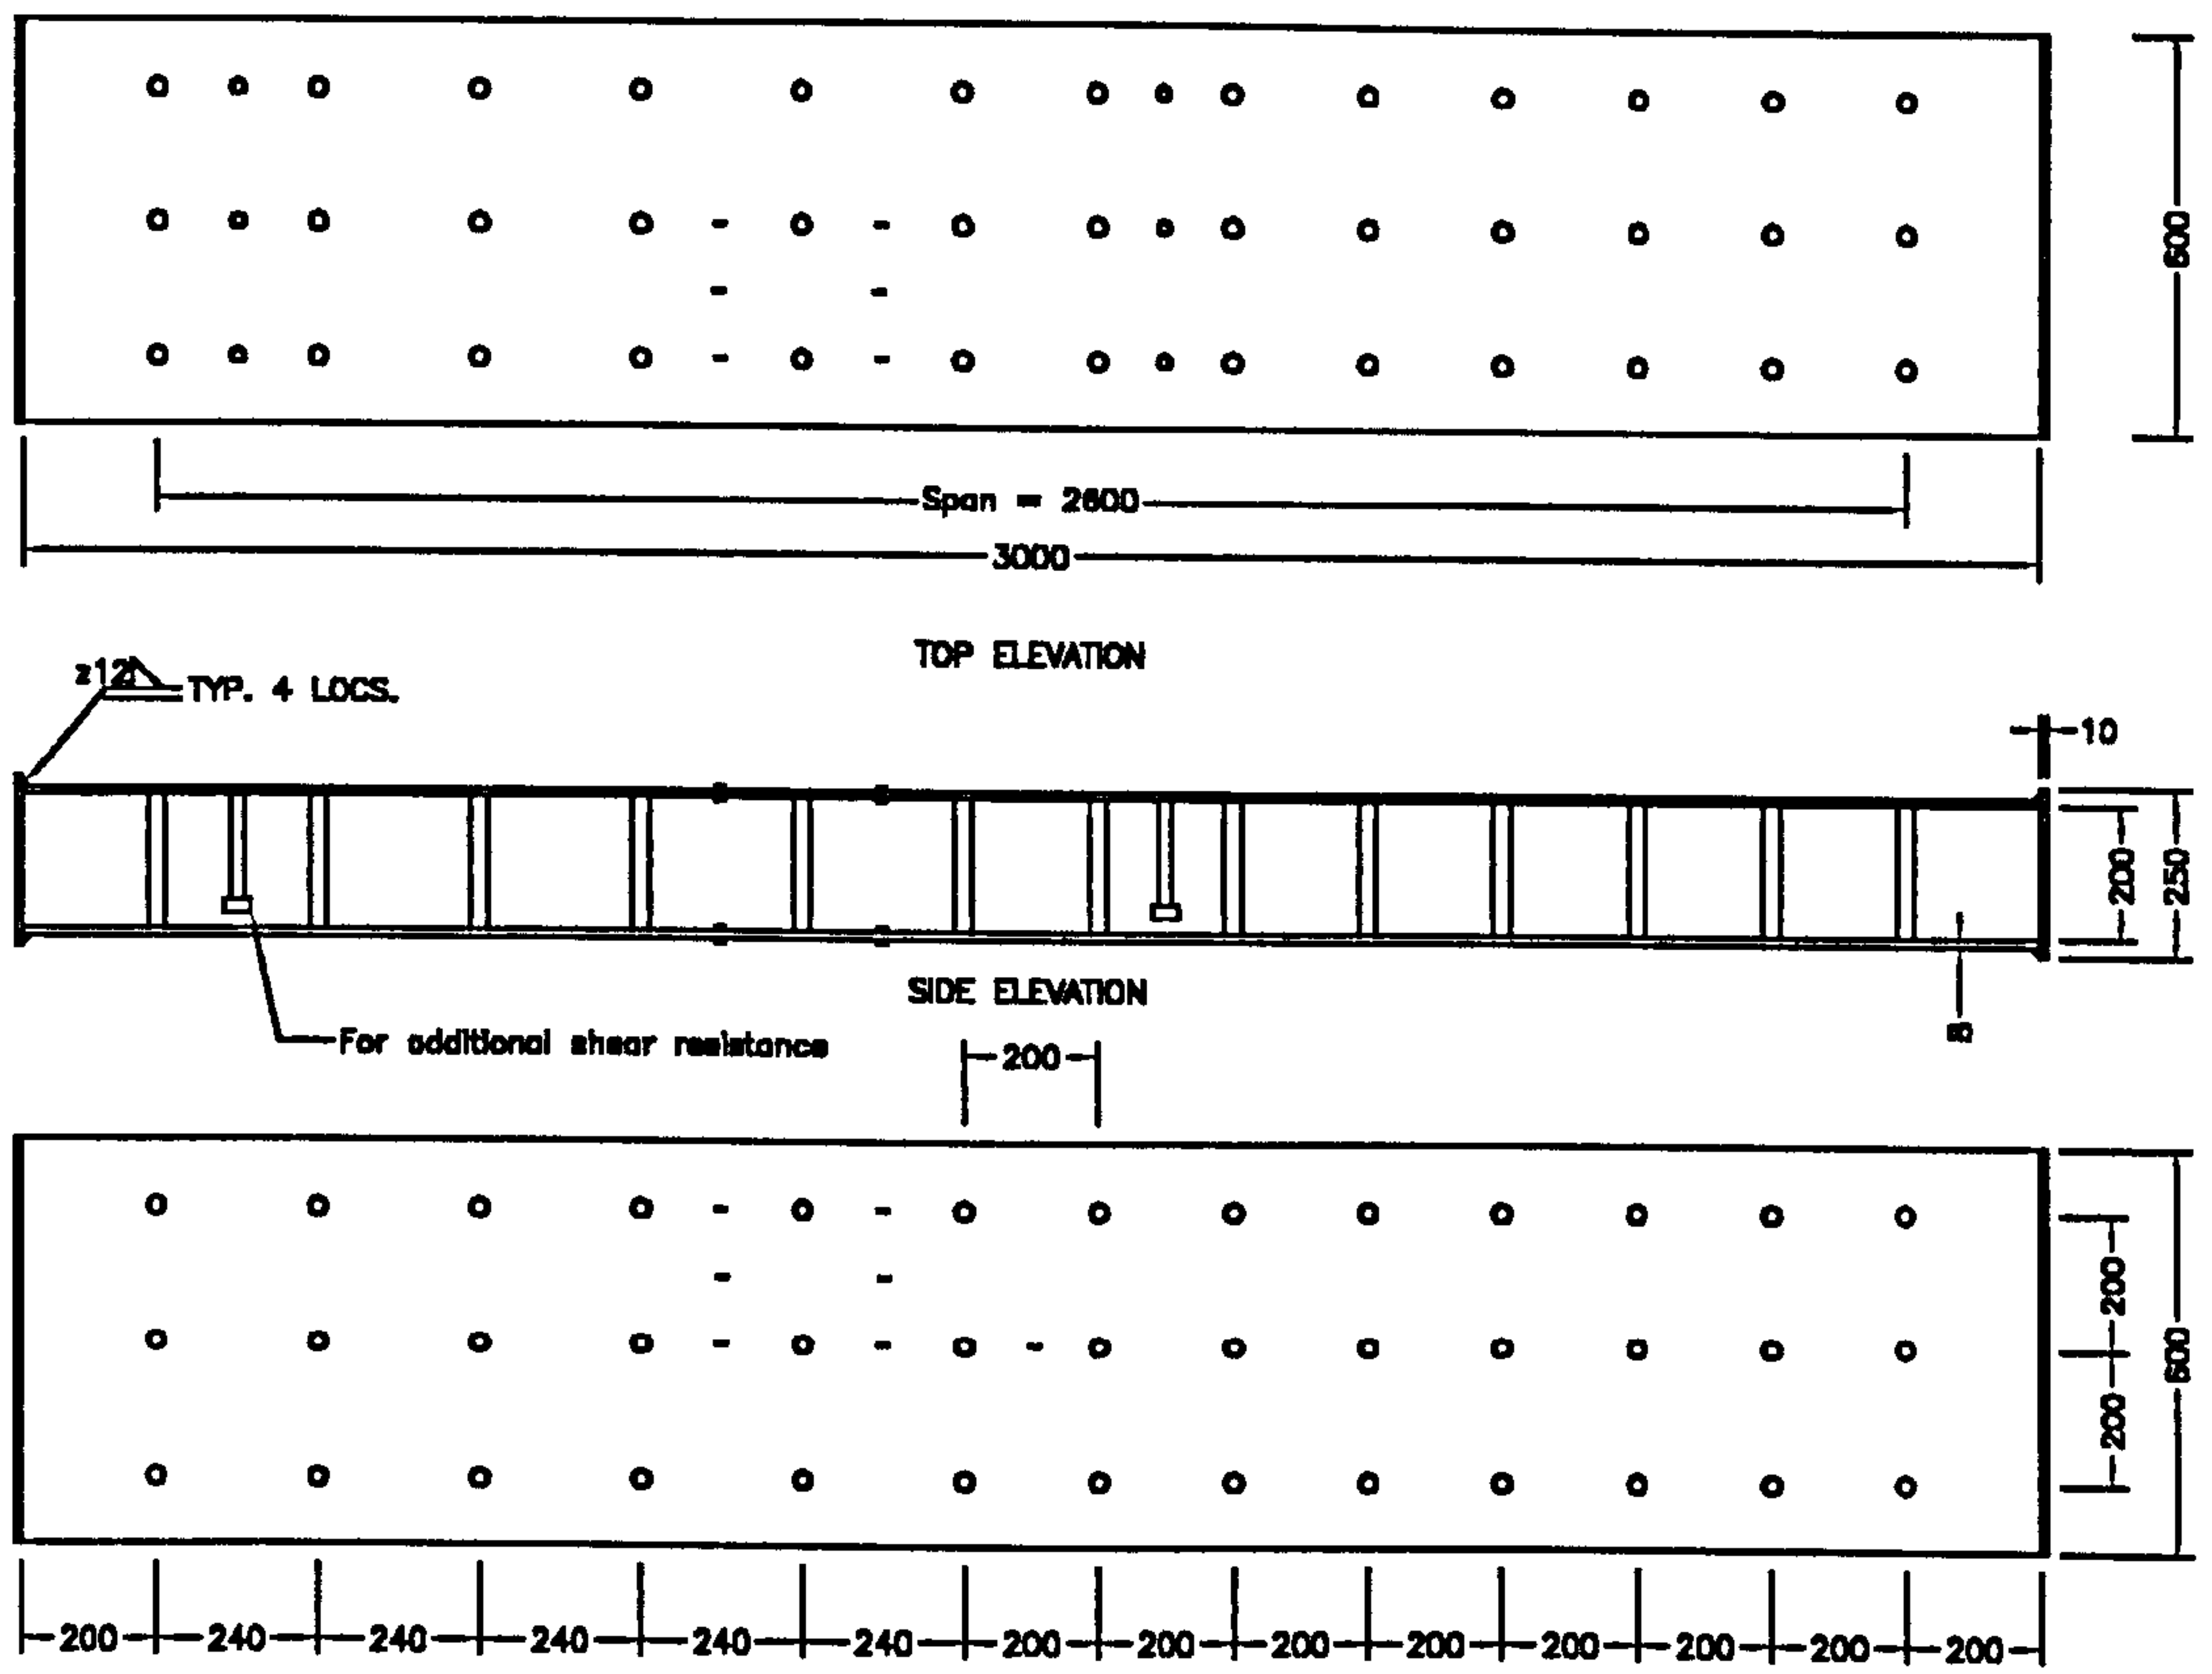 600
Span = 2600
3000
TOP ELEVATION
z12
TYP. 4 LOCS.
10
200
250
SIDE ELEVATION
For additional shear resistance
200
200
200
600
200 240 240 240 240 240 200 200 200 200 200 200 200 200